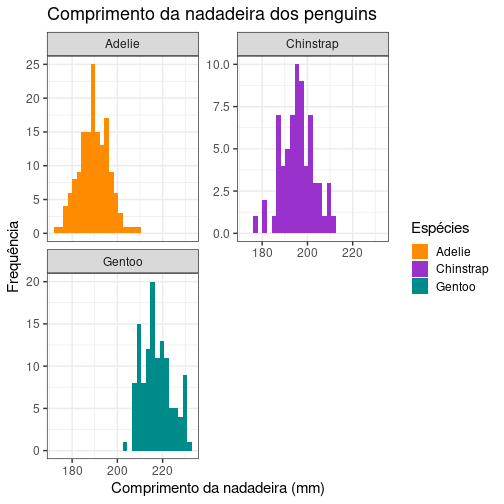 Comprimento da nadadeira dos penguins
Adelie
Chinstrap
25
20
15
10
5
0
10.0
7.5
5.0
2.5
0.0
180 200 220
Gentoo
20
15
10
5
0
180 200 220
Frequência
Comprimento da nadadeira (mm)
Espécies
Adelie
Chinstrap
Gentoo